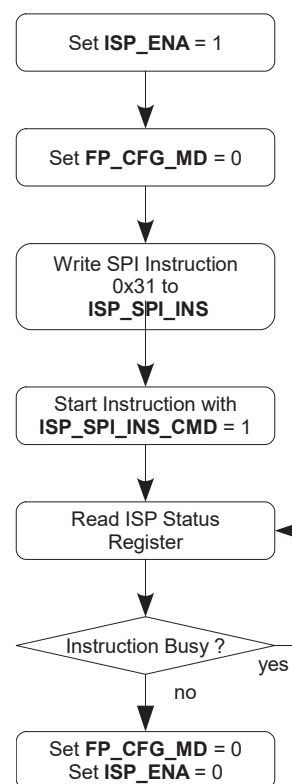 Set ISP_ENA = 1
Set FP_CFG_MD = 0
Write SPI Instruction
0x31 to
ISP_SPI_INS
Start Instruction with
ISP_SPI_INS_CMD = 1
Read ISP Status
Register
Instruction Busy ?
yes
no
Set FP_CFG_MD = 0
Set ISP_ENA = 0